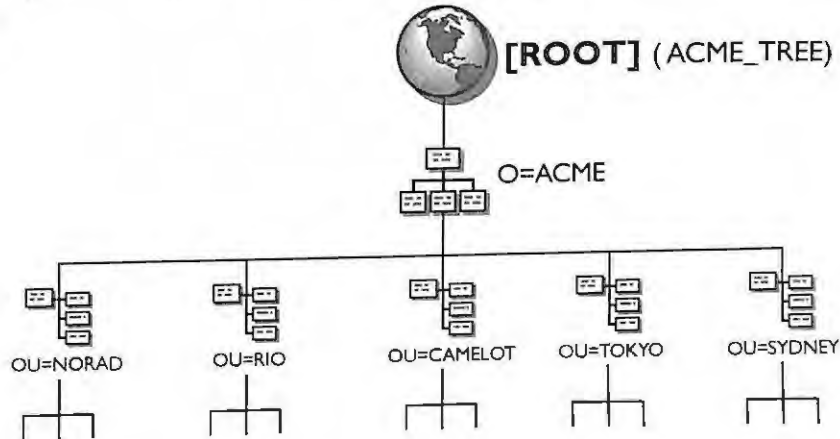 [ROOT] (ACME_TREE)
O=ACME
OU=NORAD
OU=RIO
OU=CAMELOT
OU=TOKYO
OU=SYDNEY